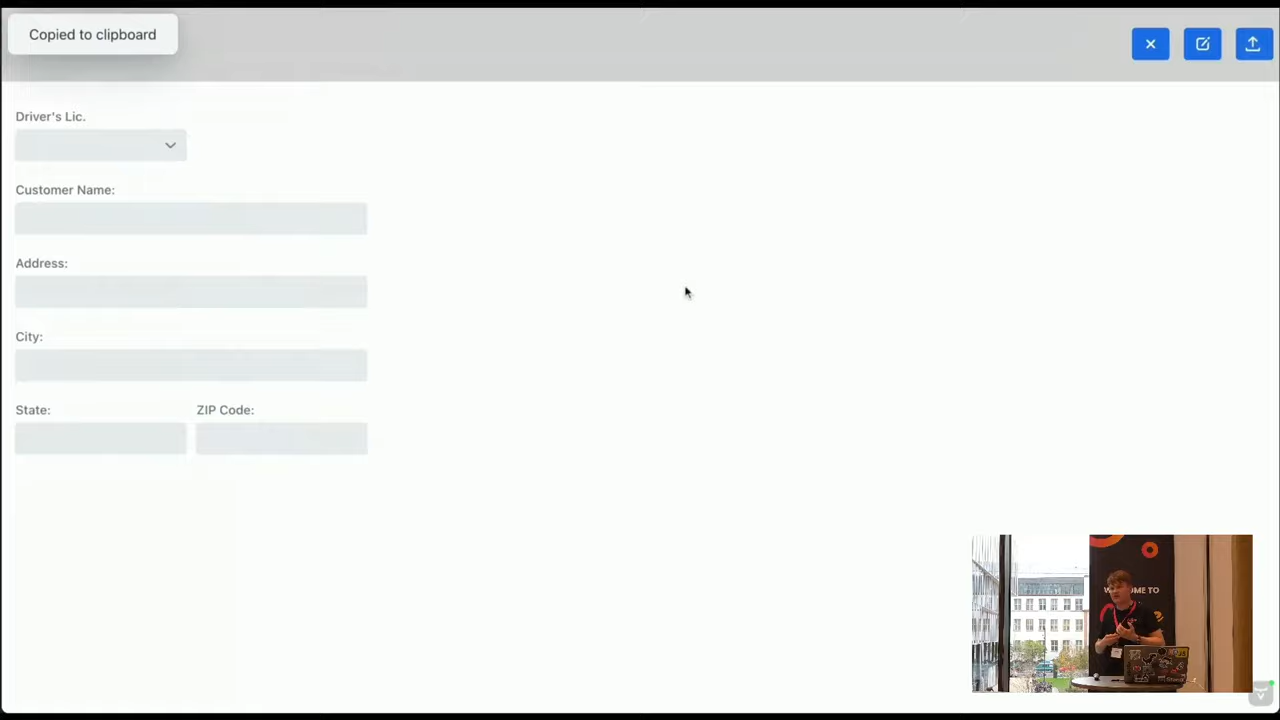 Copied to clipboard
Driver's Lic.
Customer Name:
Address:
City:
State:
ZIP Code:
WELCOME TO